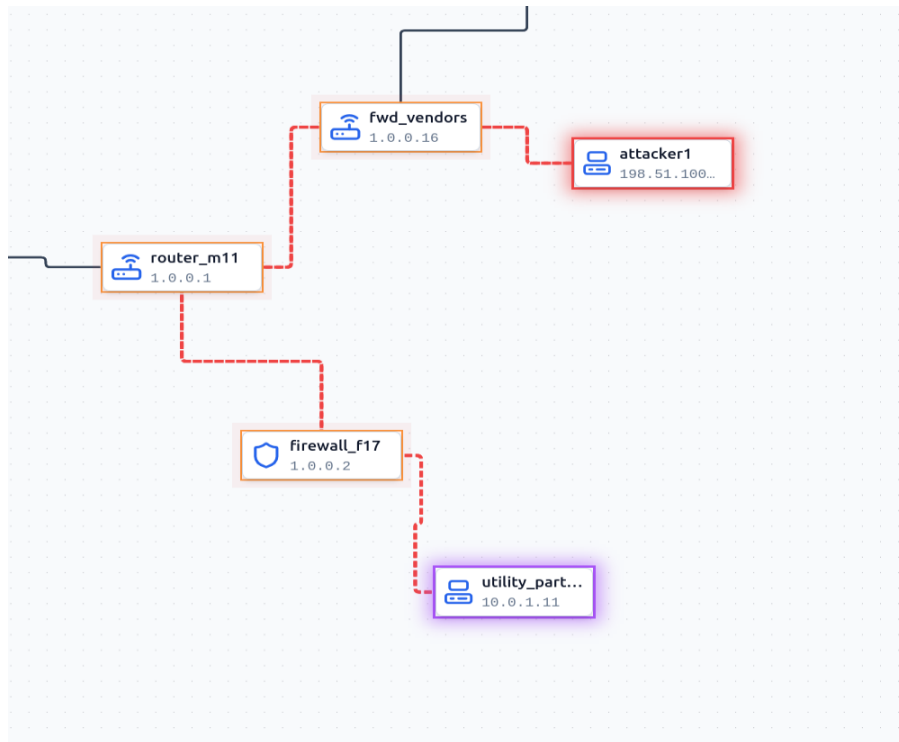 fwd_vendors
1.0.0.16
attacker1
198.51.100…
router_m11
1.0.0.1
firewall_f17
1.0.0.2
utility_part…
10.0.1.11